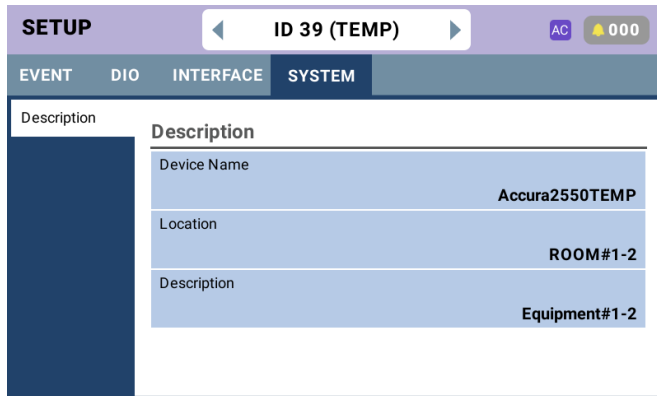 SETUP ID 39 (TEMP) AC 000
EVENT DIO INTERFACE SYSTEM
Description
Description
Device Name
Accura2550TEMP
Location
ROOM#1-2
Description
Equipment#1-2